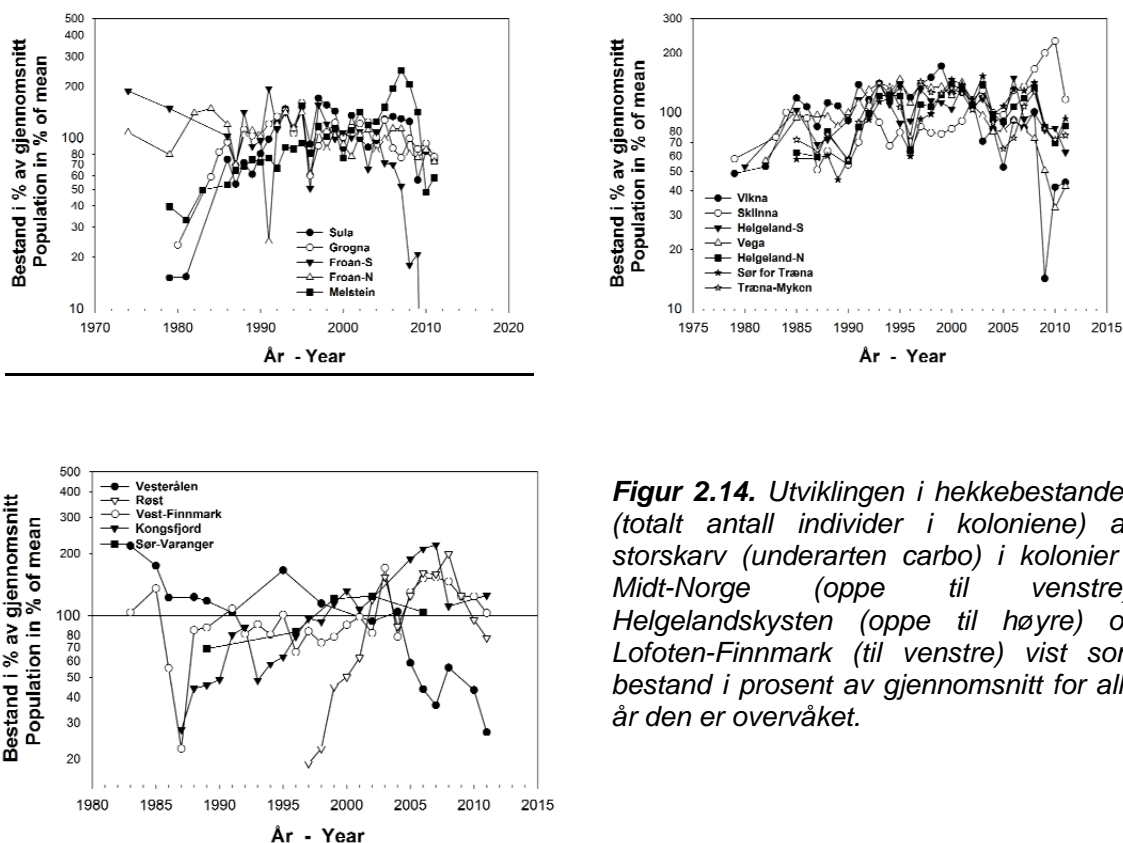 500
400
300
200
100
80
60
50
40
30
20
10
Bestand i % av gjennomsnitt
Population in % of mean
Sula
Grogna
Froan-S
Froan-N
Melstein
1970 1980 1990 2000 2010 2020
År - Year
300
200
100
80
70
60
50
40
30
20
10
Bestand i % av gjennomsnitt
Population in % of mean
Vikna
Sklinna
Helgeland-S
Vega
Helgeland-N
Sør for Træna
Træna-Myken
1975 1980 1985 1990 1995 2000 2005 2010 2015
År - Year
500
400
300
200
100
80
70
60
50
40
30
20
Bestand i % av gjennomsnitt
Population in % of mean
Vesterålen
Røst
Vest-Finnmark
Kongsfjord
Sør-Varanger
1980 1985 1990 1995 2000 2005 2010 2015
År - Year
Figur 2.14. Utviklingen i hekkebestande
(totalt antall individer i koloniene) a
storskarv (underarten carbo) i kolonier
Midt-Norge (oppe til venstre)
Helgelandskysten (oppe til høyre) o
Lofoten-Finnmark (til venstre) vist so
bestand i prosent av gjennomsnitt for all
år den er overvåket.